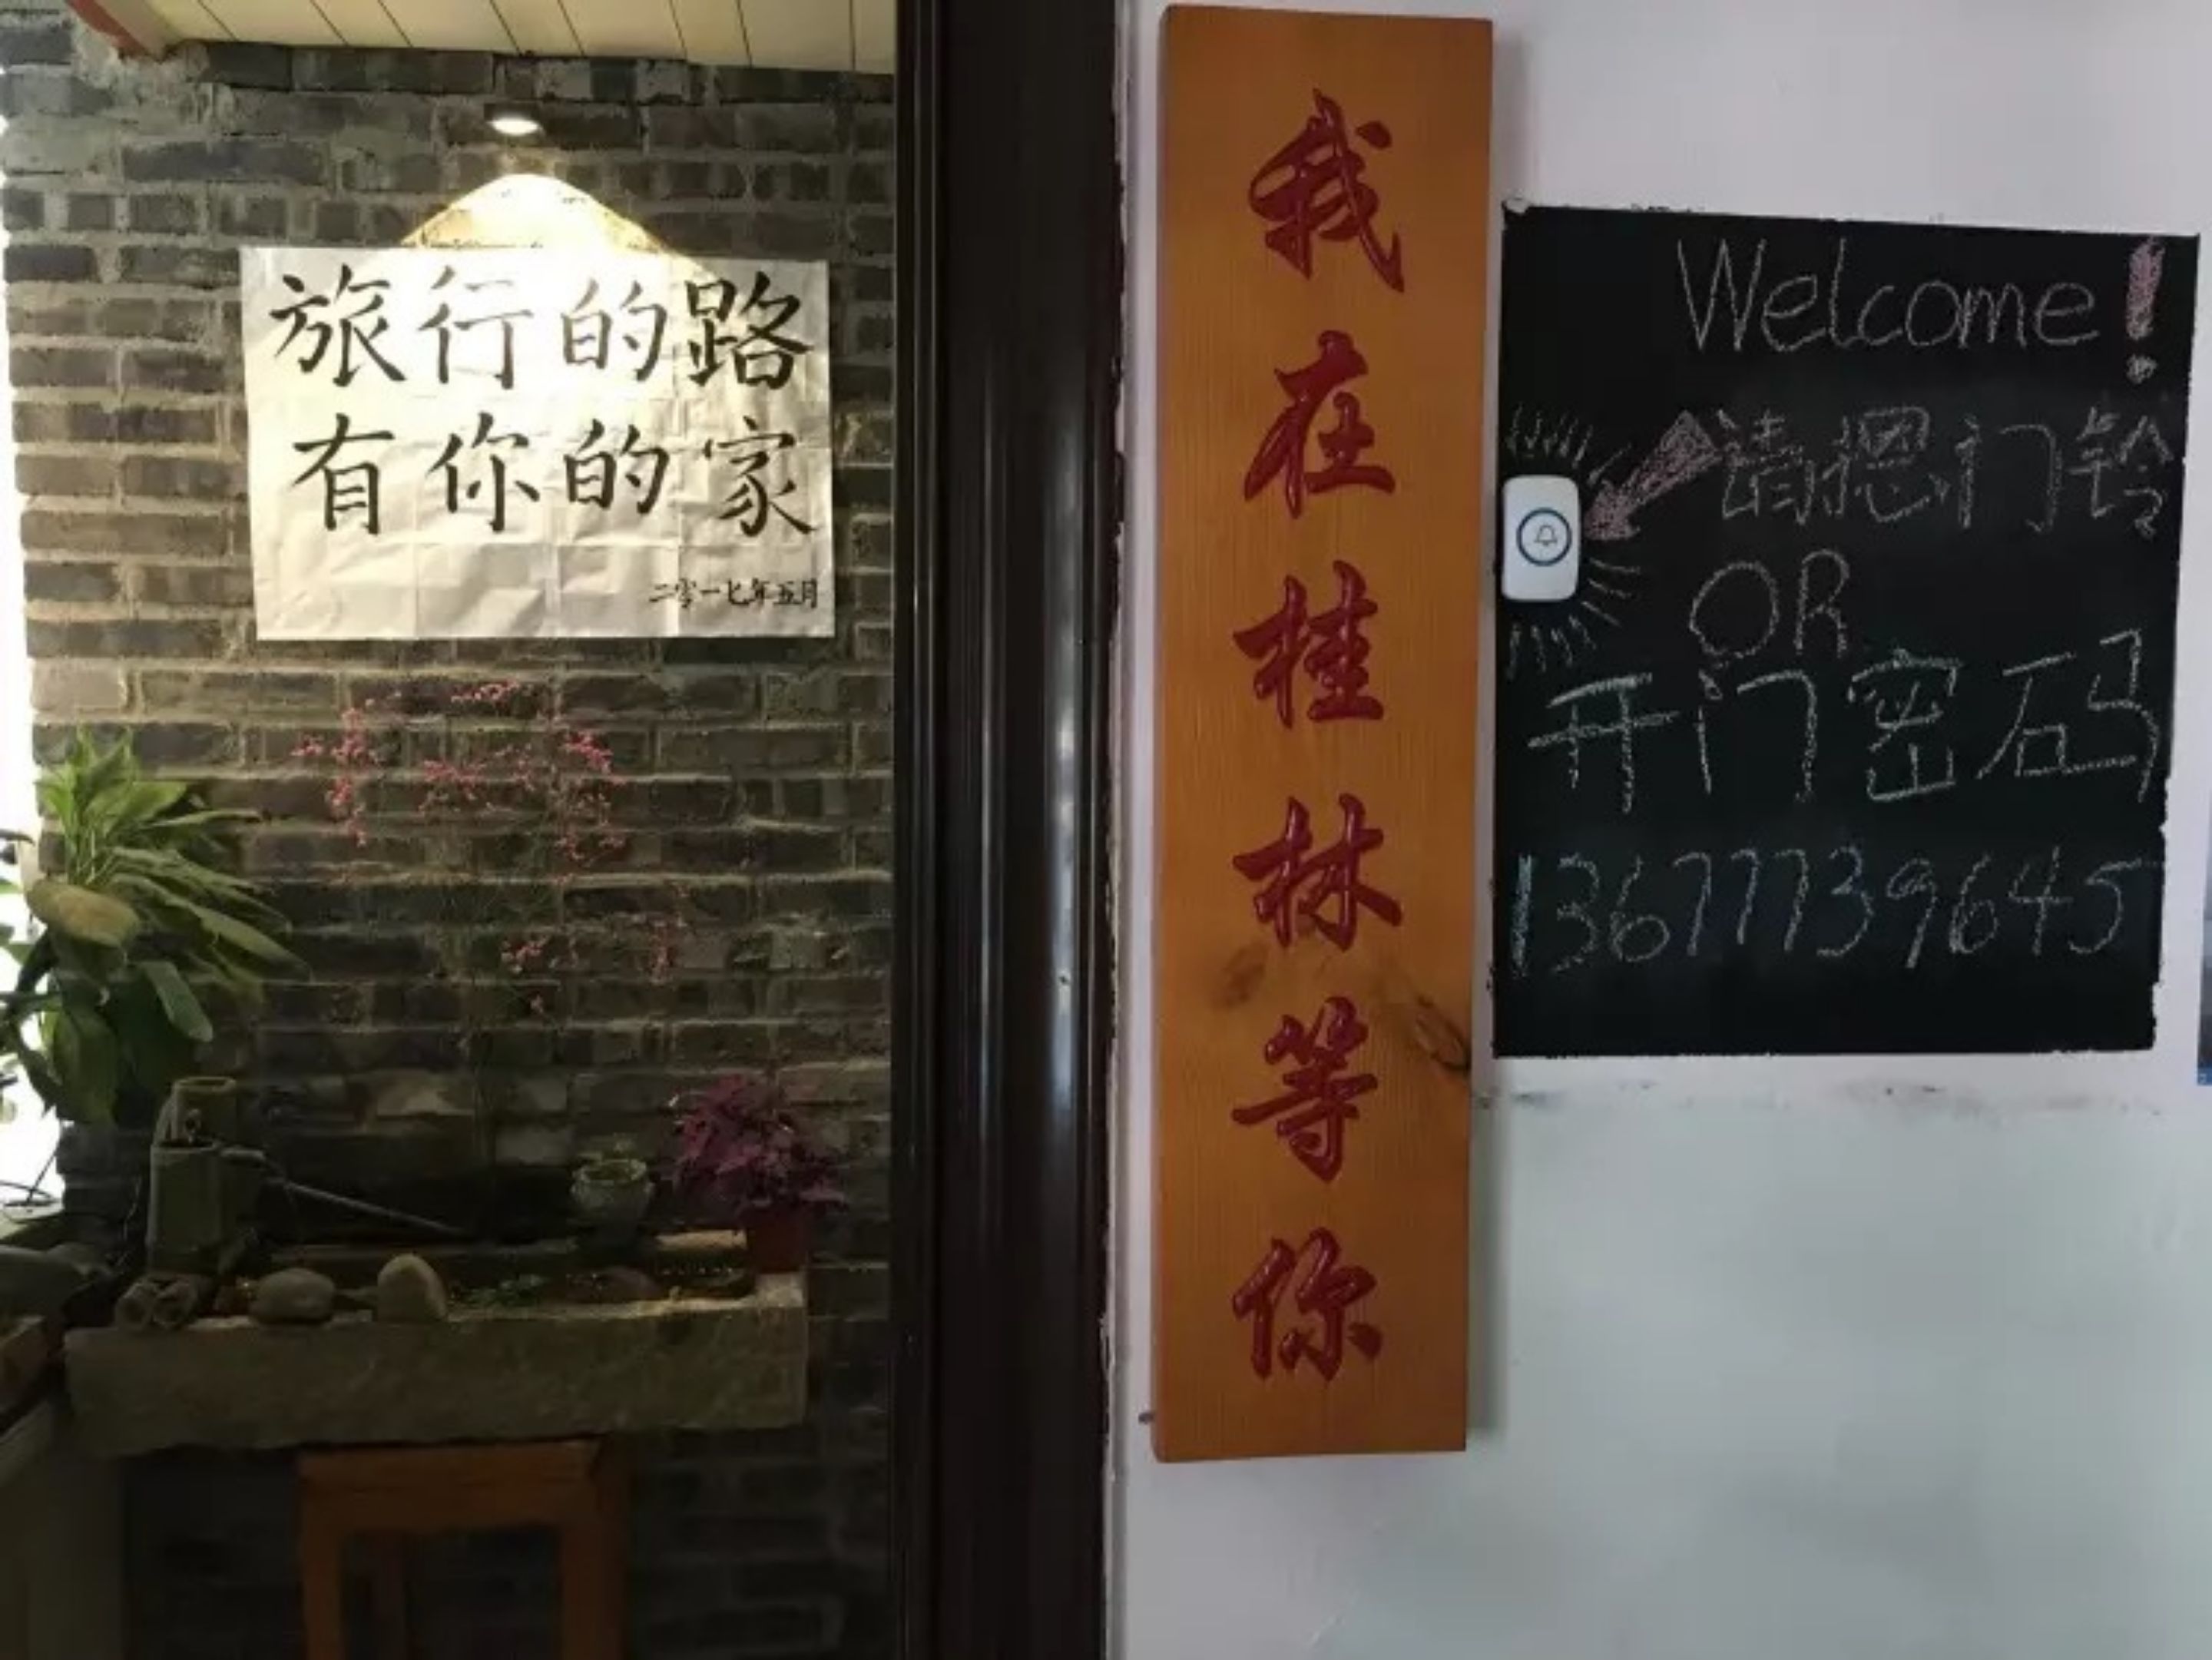 旅行的路
有你的家
二零一七年五月
我在桂林等你
Welcome!
请摁门铃
OR
开门密码
13677739645